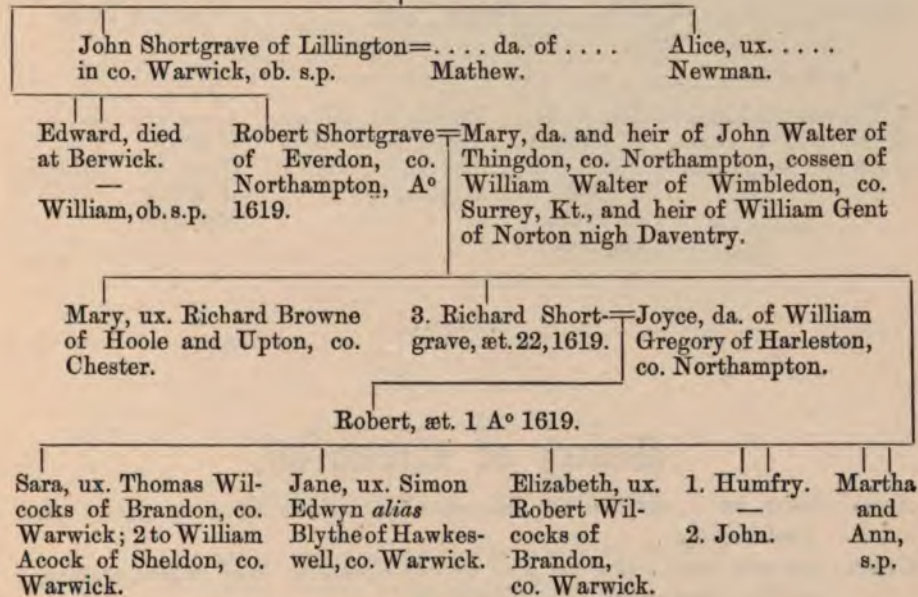 John Shortgrave of Lillington=. . . . da. of . . . .
in co. Warwick, ob. s.p. Mathew.
Alice, ux. . . . . .
Newman.
Edward, died
at Berwick.
—
William, ob. s.p.
Robert Shortgrave=
of Everdon, co.
Northampton, Aº
1619.
Mary, da. and heir of John Walter of
Thingdon, co. Northampton, cossen of
William Walter of Wimbledon, co.
Surrey, Kt., and heir of William Gent
of Norton nigh Daventry.
Mary, ux. Richard Browne
of Hoole and Upton, co.
Chester.
3. Richard Short-=
grave, æt. 22, 1619.
Joyce, da. of William
Gregory of Harleston,
co. Northampton.
Robert, æt. 1 Aº 1619.
Sara, ux. Thomas Wil-
cocks of Brandon, co.
Warwick; 2 to William
Acock of Sheldon, co.
Warwick.
Jane, ux. Simon
Edwyn alias
Blythe of Hawkes-
well, co. Warwick.
Elizabeth, ux.
Robert Wil-
cocks of
Brandon,
co. Warwick.
1. Humfry.
—
2. John.
Martha
and
Ann,
s.p.